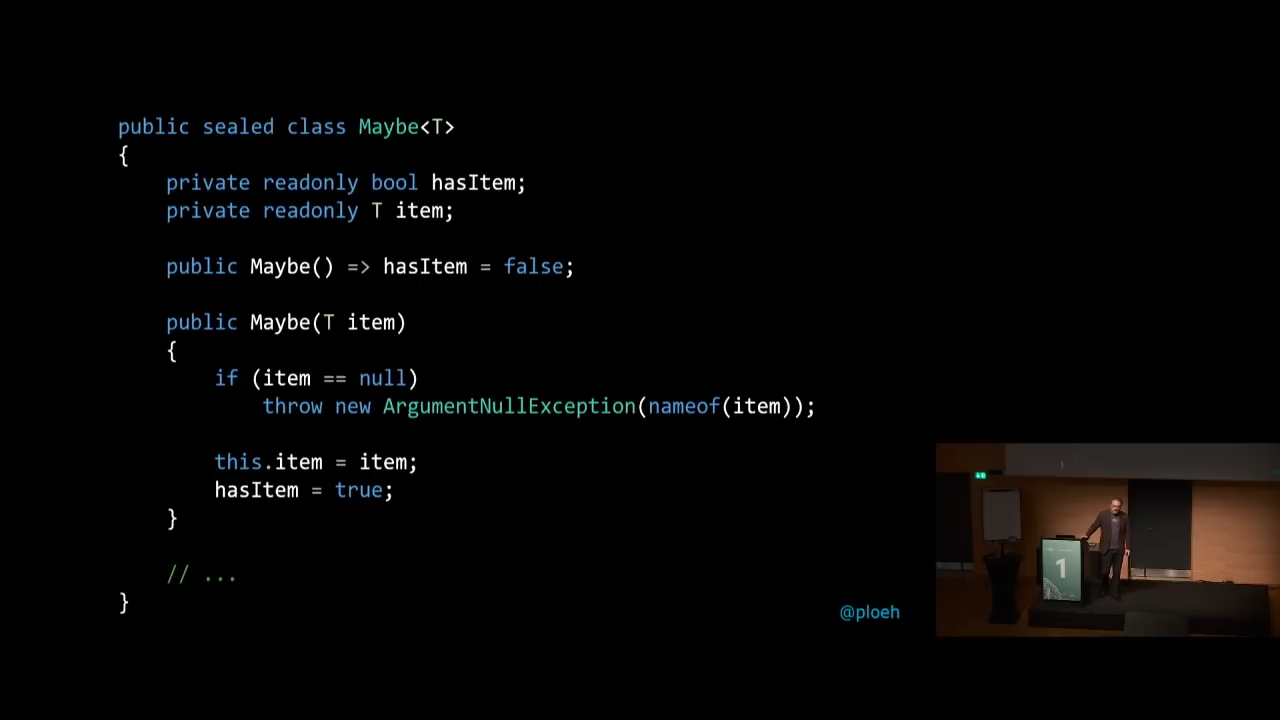 public sealed class Maybe<T>
{
    private readonly bool hasItem;
    private readonly T item;

    public Maybe() => hasItem = false;

    public Maybe(T item)
    {
        if (item == null)
            throw new ArgumentNullException(nameof(item));

        this.item = item;
        hasItem = true;
    }

    // ...
}
@ploeh
1